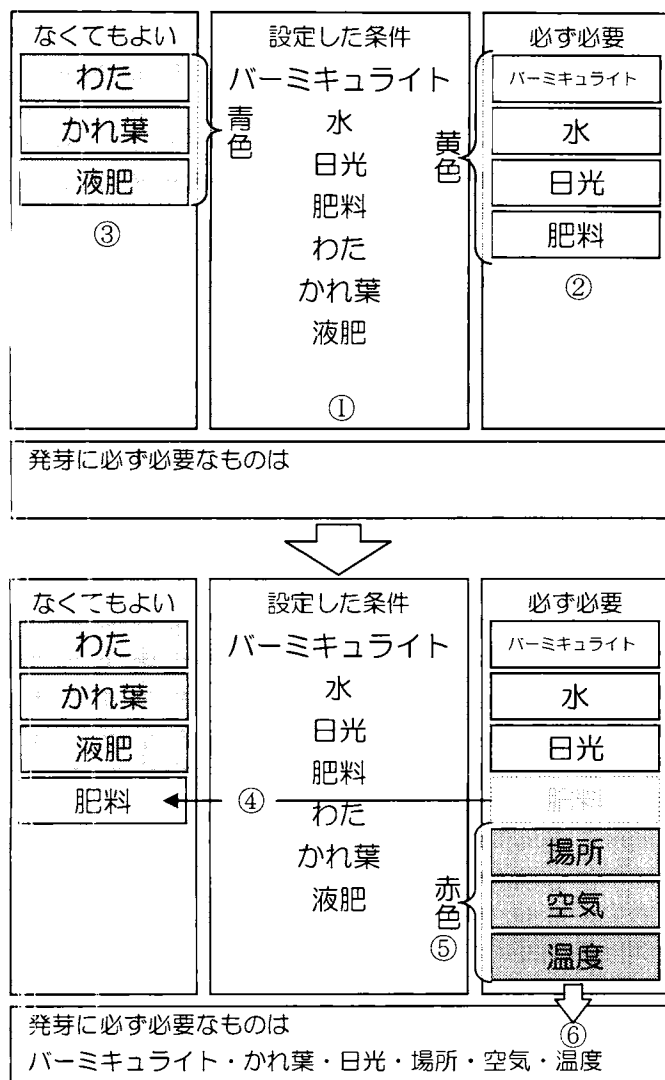 なくてもよい
わた
かれ葉
液肥
③
青色
設定した条件
バーミキュライト
水
日光
肥料
わた
かれ葉
液肥
①
黄色
必ず必要
バーミキュライト
水
日光
肥料
②
発芽に必ず必要なものは
なくてもよい
わた
かれ葉
液肥
肥料
④
設定した条件
バーミキュライト
水
日光
肥料
わた
かれ葉
液肥
赤色
⑤
必ず必要
バーミキュライト
水
日光
肥料
場所
空気
温度
⑥
発芽に必ず必要なものは
バーミキュライト・かれ葉・日光・場所・空気・温度